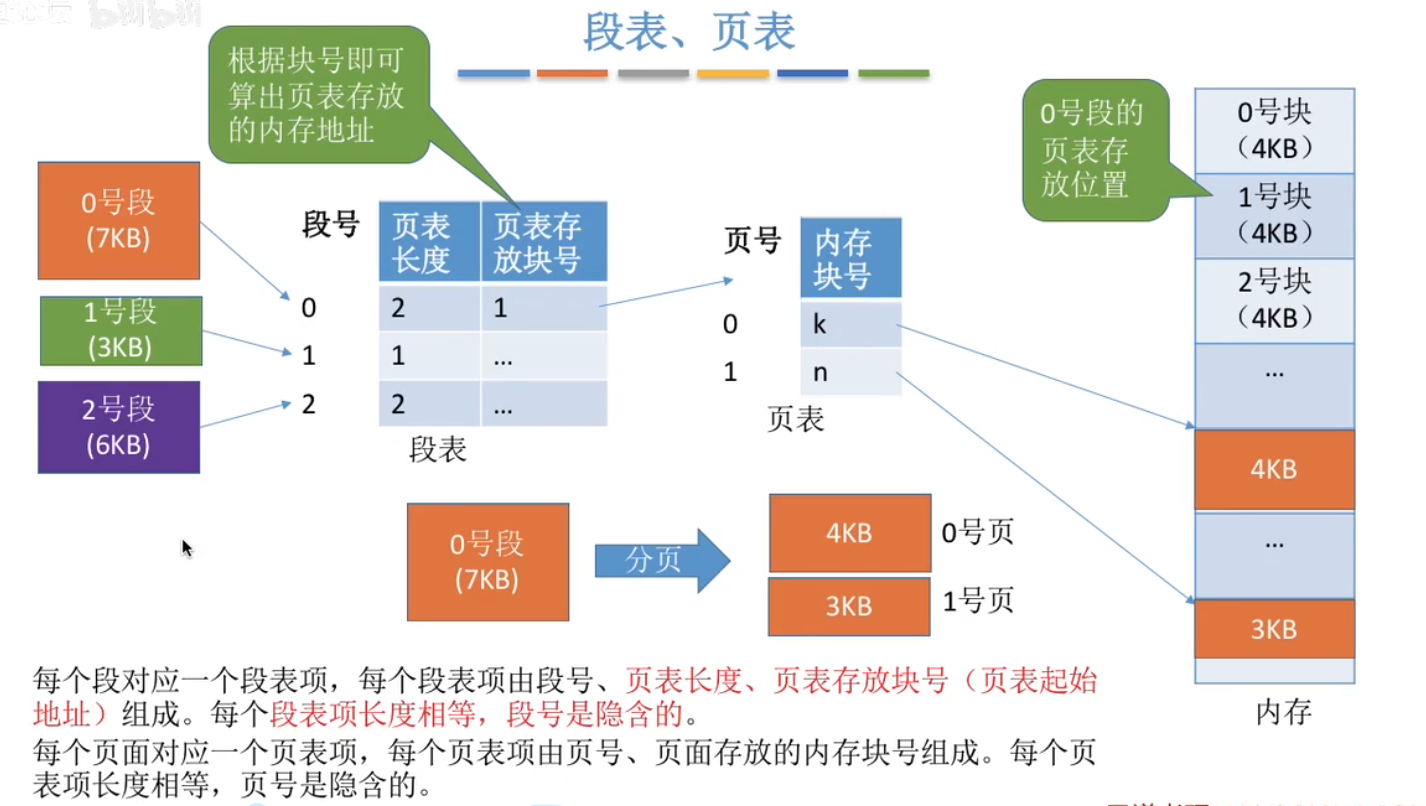 段表、页表
根据块号即可
算出页表存放
的内存地址
0号段的
页表存
放位置
0号段
(7KB)
1号段
(3KB)
2号段
(6KB)
段号
页表
长度
页表存
放块号
0
2
1
1
1
...
2
2
...
段表
页号
内存
块号
0
k
1
n
页表
0号块
（4KB）
1号块
（4KB）
2号块
（4KB）
...
4KB
...
3KB
内存
0号段
(7KB)
分页
4KB
0号页
3KB
1号页
每个段对应一个段表项，每个段表项由段号、页表长度、页表存放块号（页表起始
地址）组成。每个段表项长度相等，段号是隐含的。
每个页面对应一个页表项，每个页表项由页号、页面存放的内存块号组成。每个页
表项长度相等，页号是隐含的。